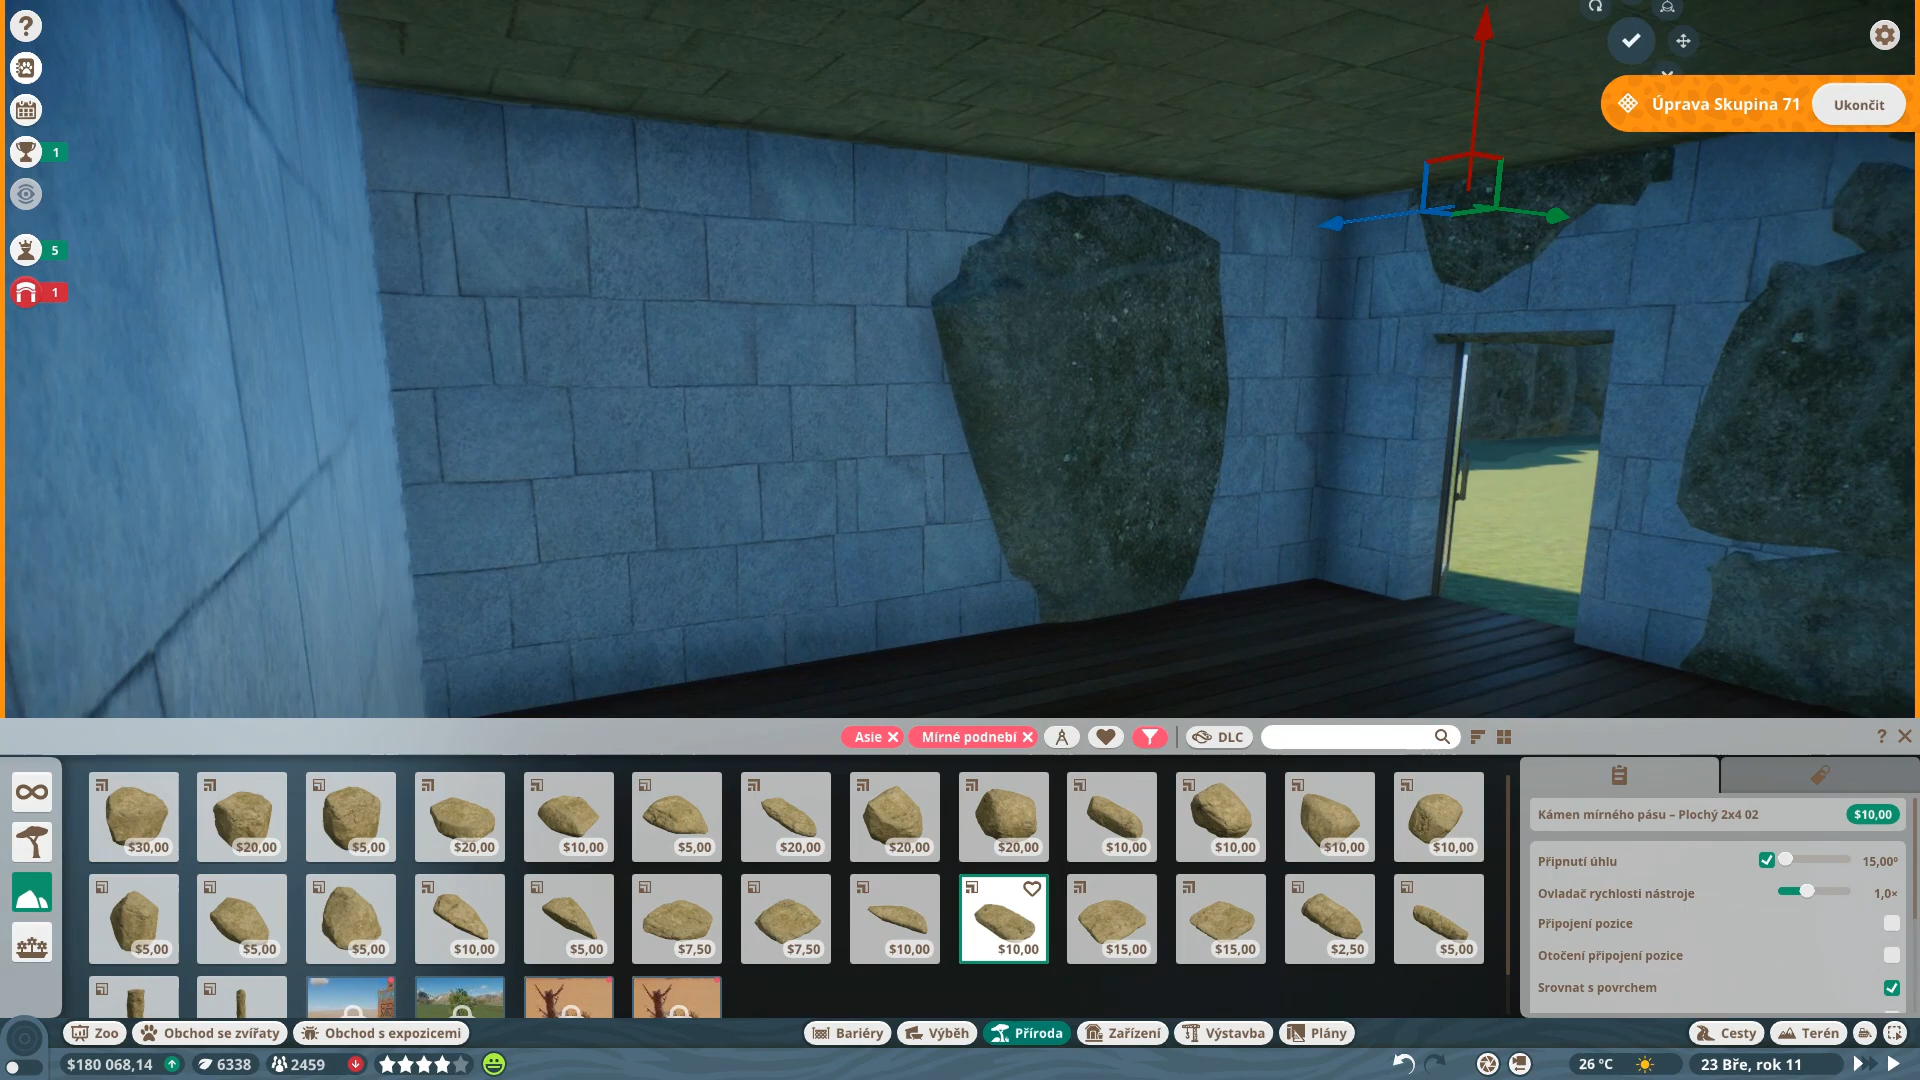 ?
Úprava Skupina 71
Ukončit
1
5
1
Asie
Mírné podnebí
DLC
?
$30,00 $20,00 $5,00 $20,00 $10,00 $5,00 $20,00 $20,00 $20,00 $10,00 $10,00 $10,00 $10,00
$5,00 $5,00 $5,00 $10,00 $5,00 $7,50 $7,50 $10,00 $10,00 $15,00 $15,00 $2,50 $5,00
Kámen mírného pásu – Plochý 2x4 02 $10,00
Připnutí úhlu 15,00°
Ovladač rychlosti nástroje 1,0×
Připojení pozice
Otočení připojení pozice
Srovnat s povrchem
Zoo Obchod se zvířaty Obchod s expozicemi Bariéry Výběh Příroda Zařízení Výstavba Plány Cesty Terén
$180 068,14 6338 2459 26 °C 23 Bře, rok 11